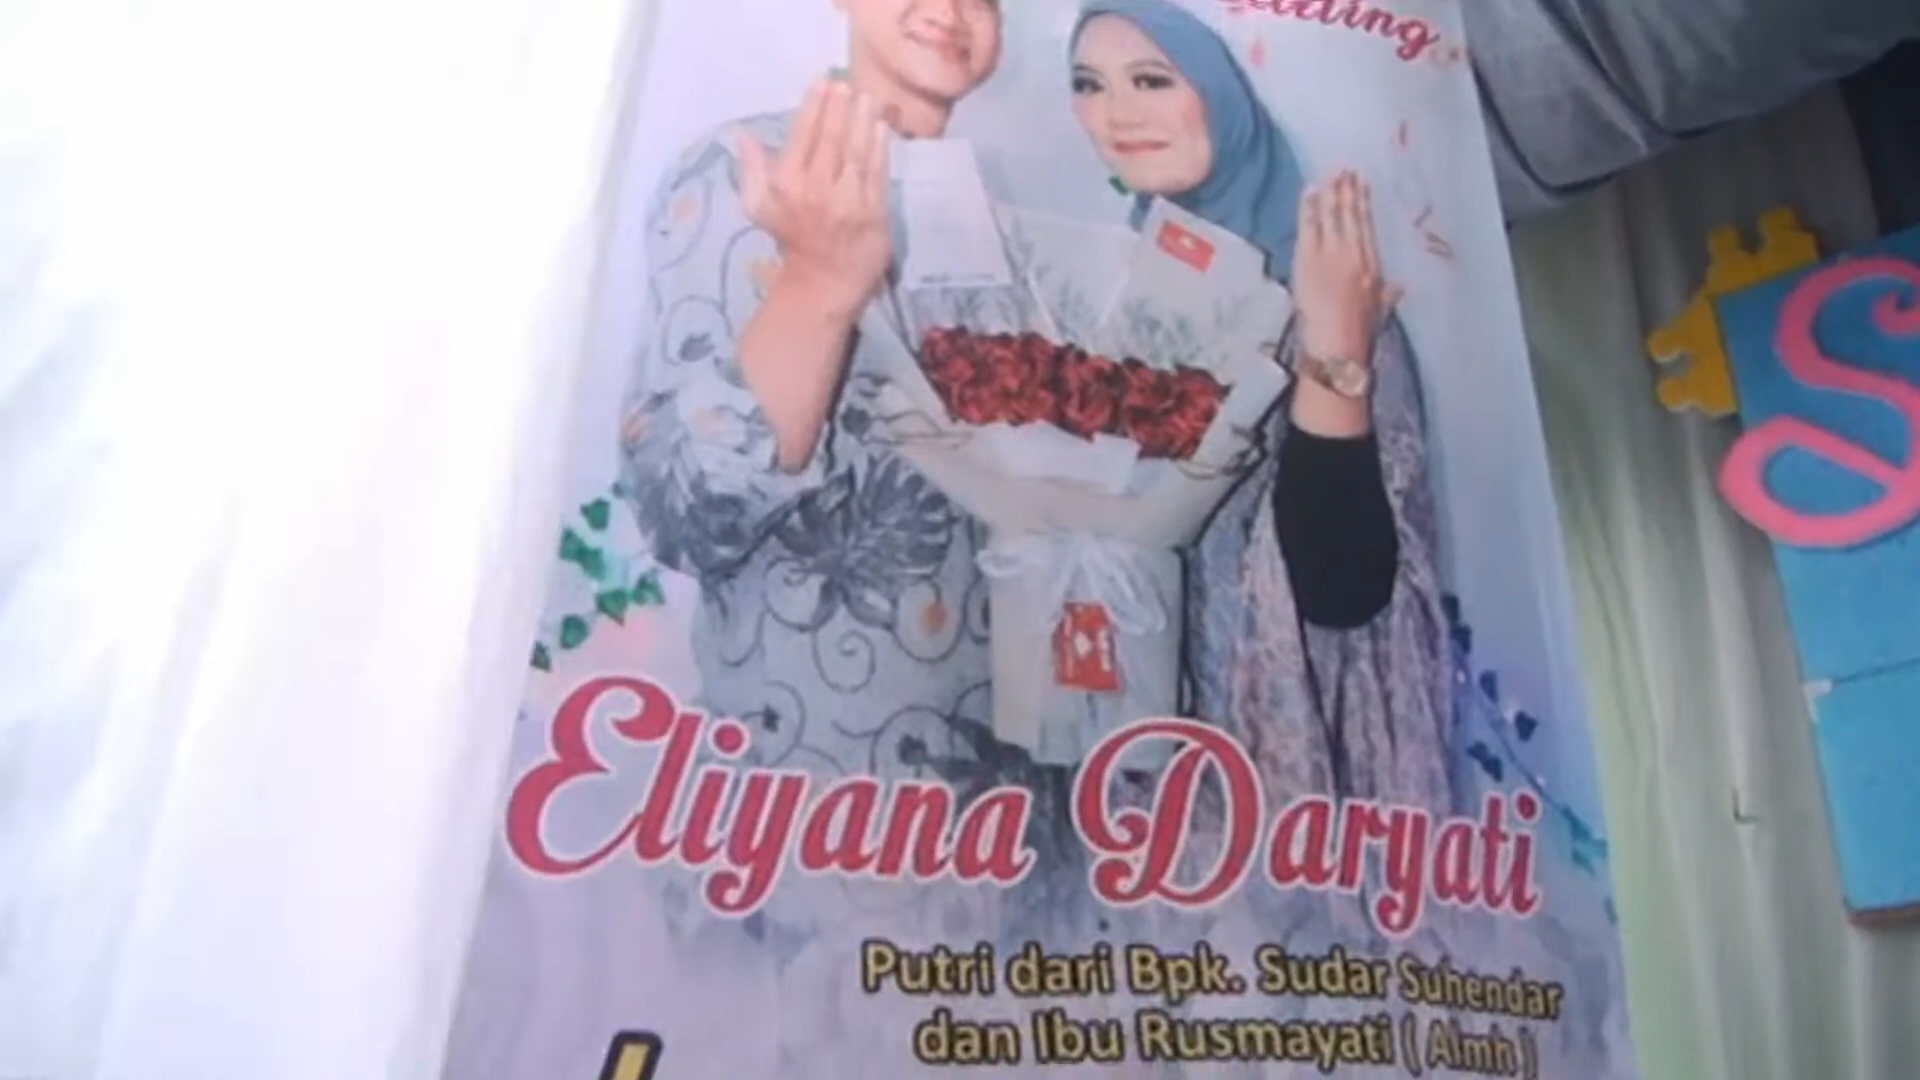 Eliyana Daryati
Putri dari Bpk. Sudar Suhendar
dan Ibu Rusmayati ( Almh )
S